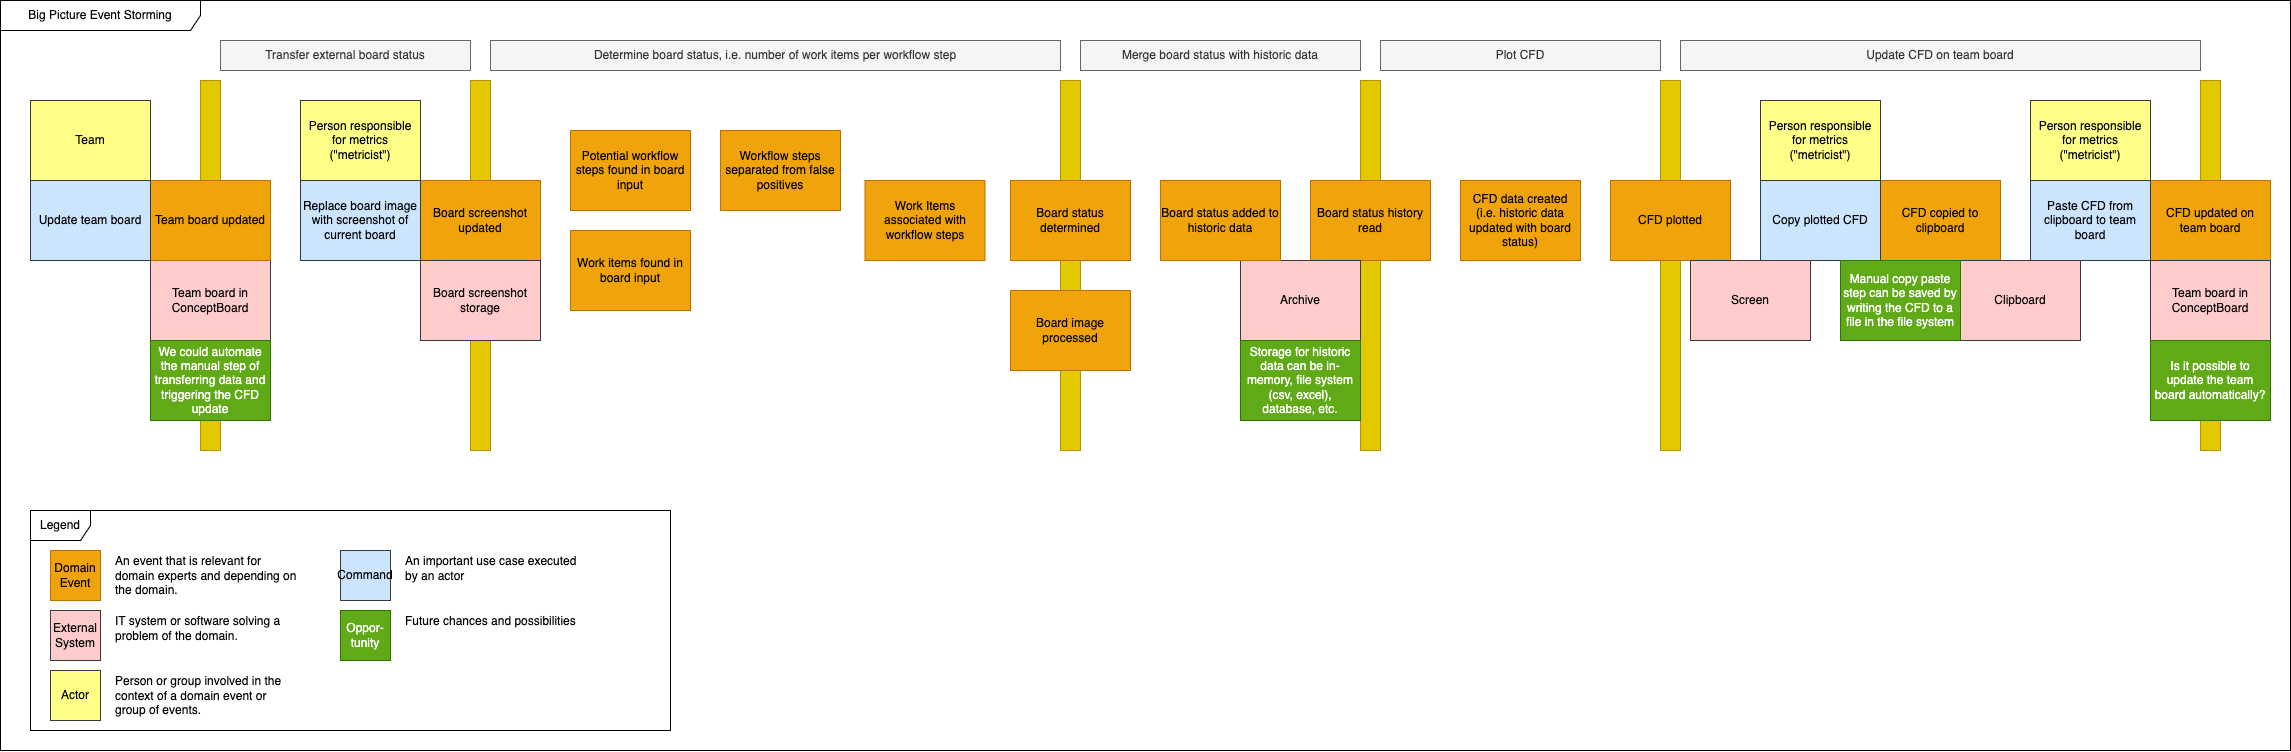 Big Picture Event Storming
Transfer external board status
Determine board status, i.e. number of work items per workflow step
Merge board status with historic data
Plot CFD
Update CFD on team board
Team
Update team board
Team board updated
Team board in
ConceptBoard
We could automate
the manual step of
transferring data and
triggering the CFD
update
Person responsible
for metrics
("metricist")
Replace board image
with screenshot of
current board
Board screenshot
updated
Board screenshot
storage
Potential workflow
steps found in board
input
Work items found in
board input
Workflow steps
separated from false
positives
Work Items
associated with
workflow steps
Board status
determined
Board image
processed
Board status added to
historic data
Board status history
read
Archive
Storage for historic
data can be in-
memory, file system
(csv, excel),
database, etc.
CFD data created
(i.e. historic data
updated with board
status)
CFD plotted
Screen
Person responsible
for metrics
("metricist")
Copy plotted CFD
CFD copied to
clipboard
Manual copy paste
step can be saved by
writing the CFD to a
file in the file system
Clipboard
Person responsible
for metrics
("metricist")
Paste CFD from
clipboard to team
board
CFD updated on
team board
Team board in
ConceptBoard
Is it possible to
update the team
board automatically?
Legend
Domain
Event
An event that is relevant for
domain experts and depending on
the domain.
Command
An important use case executed
by an actor
External
System
IT system or software solving a
problem of the domain.
Oppor-
tunity
Future chances and possibilities
Actor
Person or group involved in the
context of a domain event or
group of events.